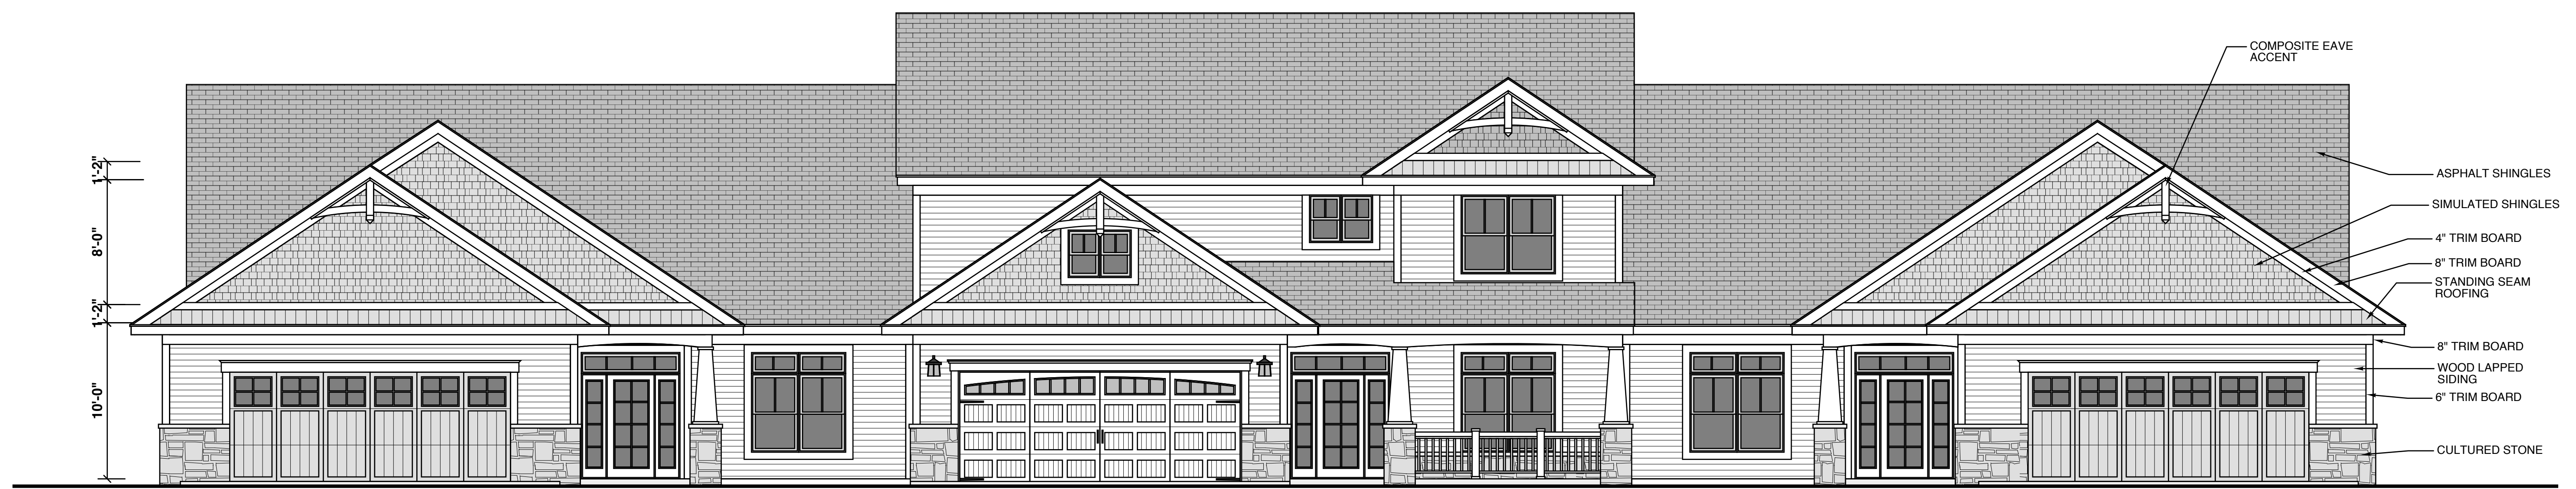 COMPOSITE EAVE
ACCENT
ASPHALT SHINGLES
SIMULATED SHINGLES
4" TRIM BOARD
8" TRIM BOARD
STANDING SEAM
ROOFING
8" TRIM BOARD
WOOD LAPPED
SIDING
6" TRIM BOARD
CULTURED STONE
1'-2"
8'-0"
1'-2"
10'-0"